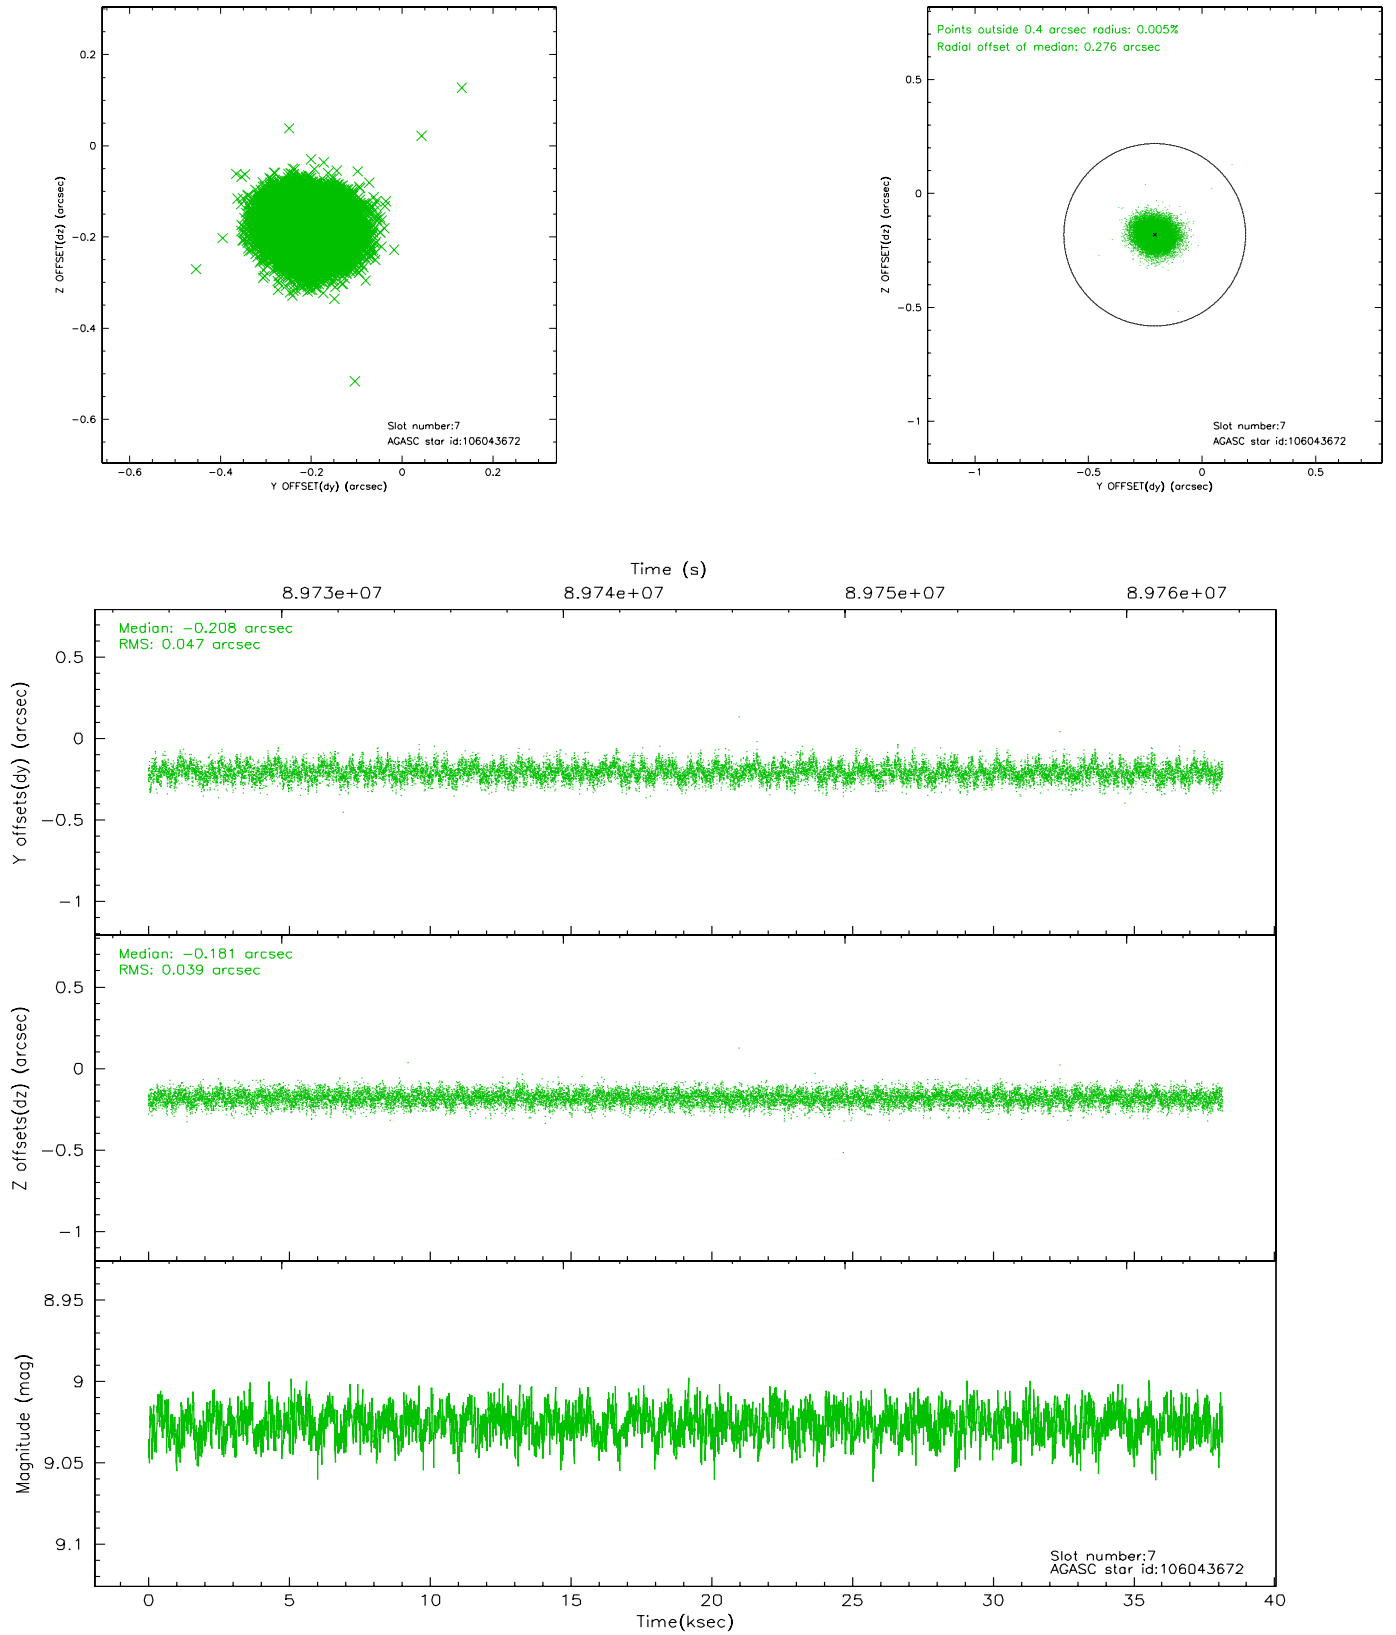 0.2
0
-0.2
-0.4
-0.6
Z OFFSET(dz) (arcsec)
Slot number:7
AGASC star id:106043672
-0.6 -0.4 -0.2 0 0.2
Y OFFSET(dy) (arcsec)
Points outside 0.4 arcsec radius: 0.005%
Radial offset of median: 0.276 arcsec
0.5
0
-0.5
-1
Z OFFSET(dz) (arcsec)
Slot number:7
AGASC star id:106043672
-1 -0.5 0 0.5
Y OFFSET(dy) (arcsec)
Time (s)
8.973e+07 8.974e+07 8.975e+07 8.976e+07
Median: -0.208 arcsec
RMS: 0.047 arcsec
0.5
0
-0.5
-1
Y offsets(dy) (arcsec)
Median: -0.181 arcsec
RMS: 0.039 arcsec
0.5
0
-0.5
-1
Z offsets(dz) (arcsec)
8.95
9
9.05
9.1
Magnitude (mag)
Slot number:7
AGASC star id:106043672
0 5 10 15 20 25 30 35 40
Time(ksec)